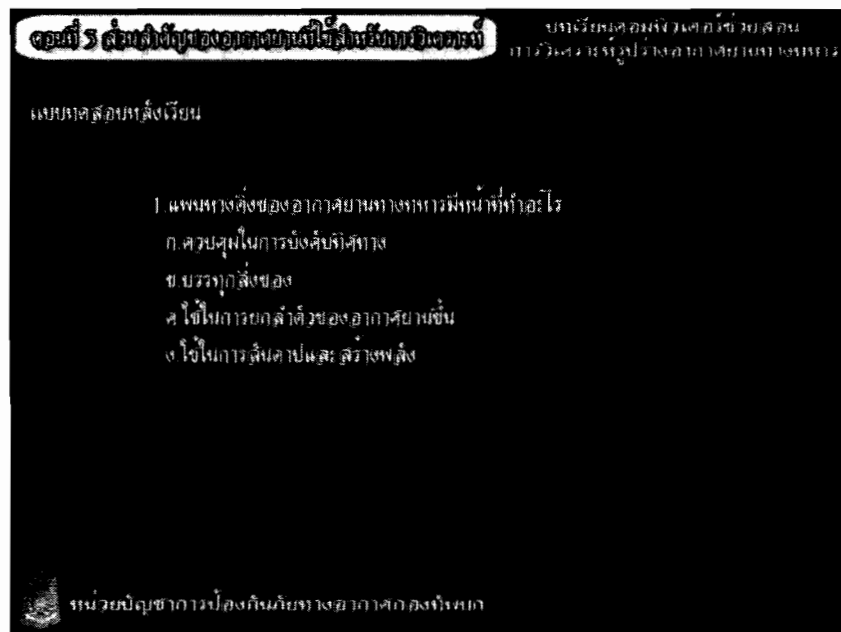 ตอนที่ 3 ส่วนสำคัญของอากาศยานที่ใช้สำหรับการวิเคราะห์
บทเรียนคอมพิวเตอร์ช่วยสอน
การวิเคราะห์รูปร่างอากาศยานทางทหาร
แบบทดสอบหลังเรียน
1.แพนหางดิ่งของอากาศยานทางทหารมีหน้าที่ทำอะไร
ก.ควบคุมในการบังคับทิศทาง
ข.บรรทุกสิ่งของ
ค.ใช้ในการยกลำตัวของอากาศยานขึ้น
ง.ใช้ในการสันดาปและสร้างพลัง
หน่วยบัญชาการป้องกันภัยทางอากาศกองทัพบก